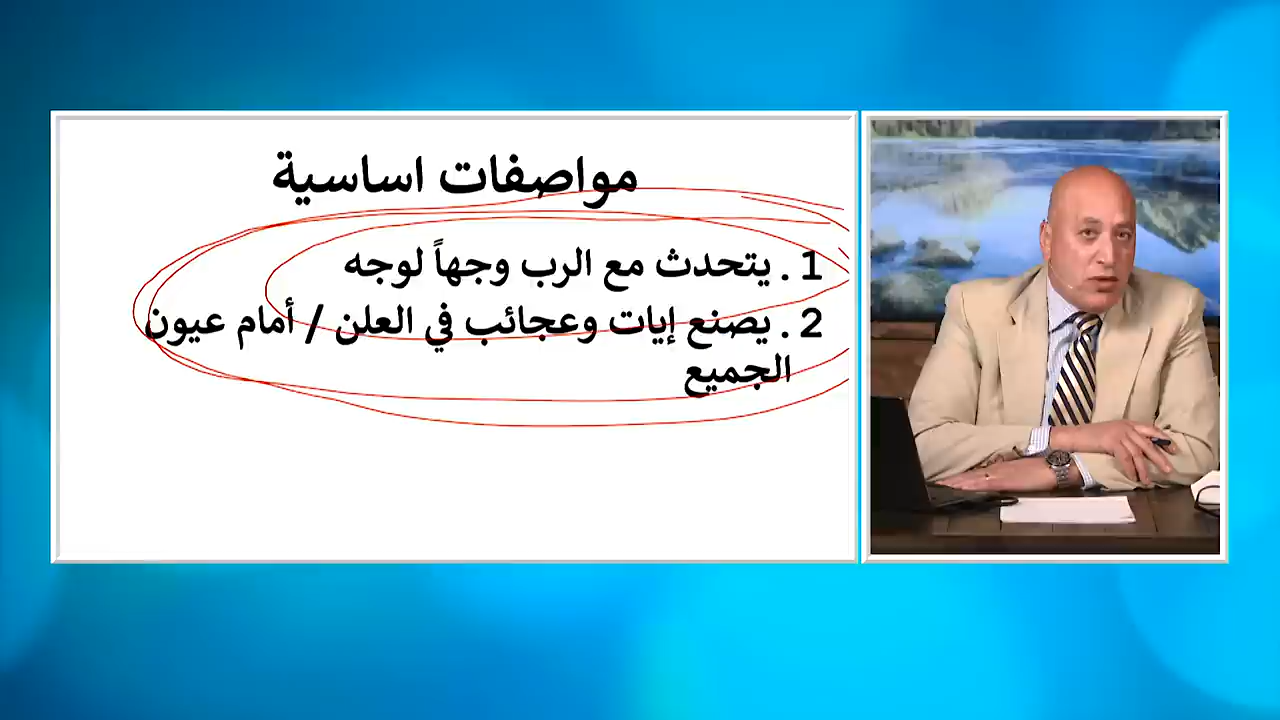 مواصفات اساسية
1. يتحدث مع الرب وجهاً لوجه
2. يصنع إيات وعجائب في العلن / أمام عيون
الجميع